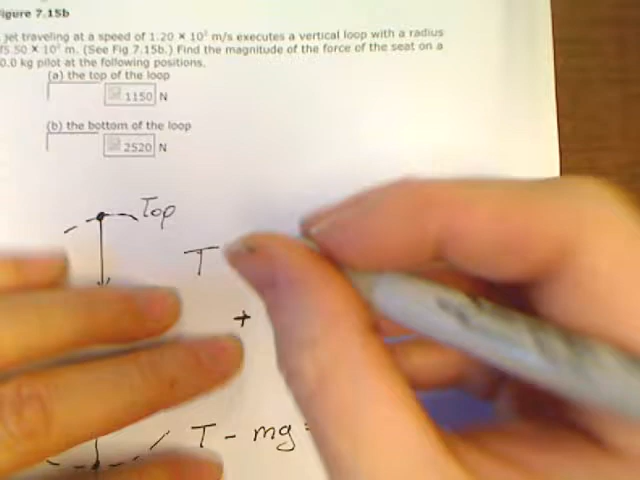 igure 7.15b
jet traveling at a speed of 1.20 × 10² m/s executes a vertical loop with a radius
5.50 × 10² m. (See Fig 7.15b.) Find the magnitude of the force of the seat on a
0.0 kg pilot at the following positions.
(a) the top of the loop
1150 N
(b) the bottom of the loop
2520 N
Top
T
+
T - mg =